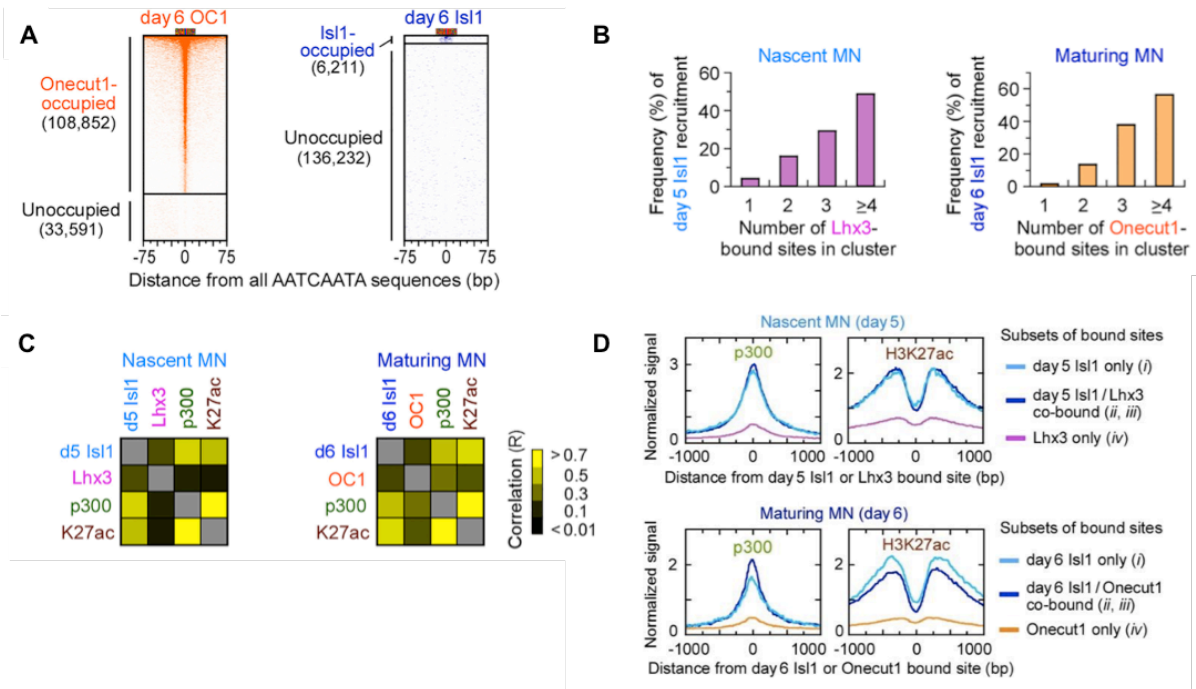 A
day 6 OC1
day 6 Isl1
Onecut1-
occupied
(108,852)
Unoccupied
(33,591)
Isl1-
occupied
(6,211)
Unoccupied
(136,232)
-75 0 75
-75 0 75
Distance from all AATCAATA sequences (bp)
B
Nascent MN
Frequency (%) of
day 5 Isl1 recruitment
60
40
20
0
1 2 3 ≥4
Number of Lhx3-
bound sites in cluster
Maturing MN
Frequency (%) of
day 6 Isl1 recruitment
60
40
20
0
1 2 3 ≥4
Number of Onecut1-
bound sites in cluster
C
Nascent MN
d5 Isl1
Lhx3
p300
K27ac
d5 Isl1
Lhx3
p300
K27ac
Maturing MN
d6 Isl1
OC1
p300
K27ac
d6 Isl1
OC1
p300
K27ac
Correlation (R)
> 0.7
0.5
0.3
0.1
< 0.01
D
Nascent MN (day 5)
Normalized signal
p300
3
0
-1000 0 1000
H3K27ac
2
0
-1000 0 1000
Distance from day 5 Isl1 or Lhx3 bound site (bp)
Subsets of bound sites
day 5 Isl1 only (i)
day 5 Isl1 / Lhx3
co-bound (ii, iii)
Lhx3 only (iv)
Maturing MN (day 6)
Normalized signal
p300
2
0
-1000 0 1000
H3K27ac
2
0
-1000 0 1000
Distance from day 6 Isl1 or Onecut1 bound site (bp)
Subsets of bound sites
day 6 Isl1 only (i)
day 6 Isl1 / Onecut1
co-bound (ii, iii)
Onecut1 only (iv)